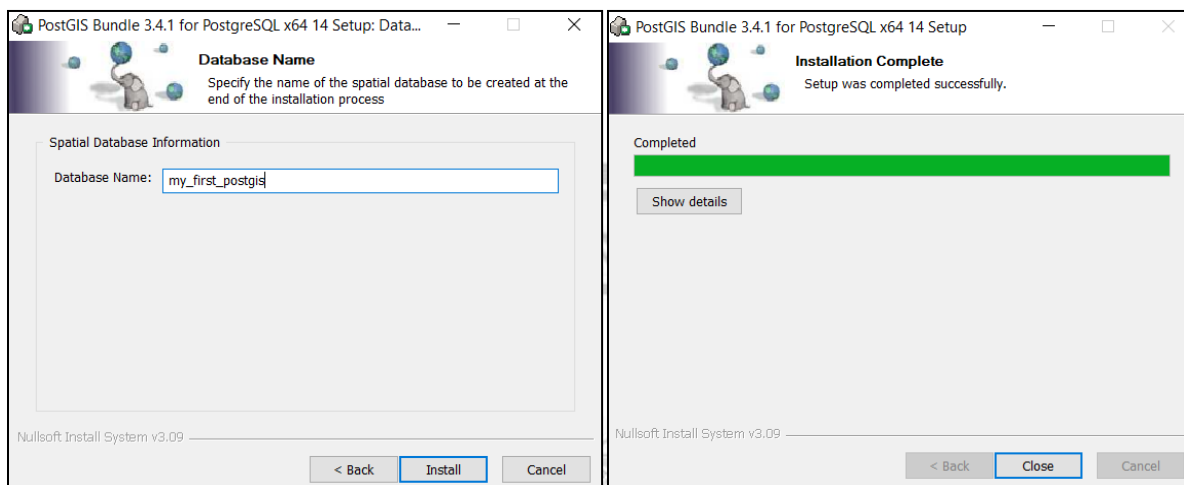 PostGIS Bundle 3.4.1 for PostgreSQL x64 14 Setup: Data...
Database Name
Specify the name of the spatial database to be created at the
end of the installation process
Spatial Database Information
Database Name:
my_first_postgis
Nullsoft Install System v3.09
< Back
Install
Cancel
PostGIS Bundle 3.4.1 for PostgreSQL x64 14 Setup
Installation Complete
Setup was completed successfully.
Completed
Show details
Nullsoft Install System v3.09
< Back
Close
Cancel